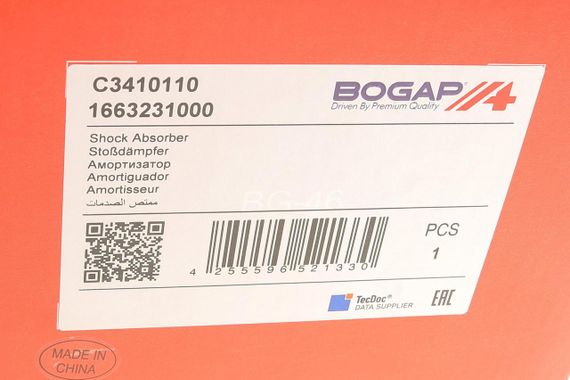 C3410110
1663231000
BOGAP
Driven By Premium Quality
Shock Absorber
Stoßdämpfer
Амортизатор
Amortiguador
Amortisseur
ممتص الصدمات
BG-46
PCS
1
4 255596 521330
TecDoc®
DATA SUPPLIER
EAC
MADE IN
CHINA